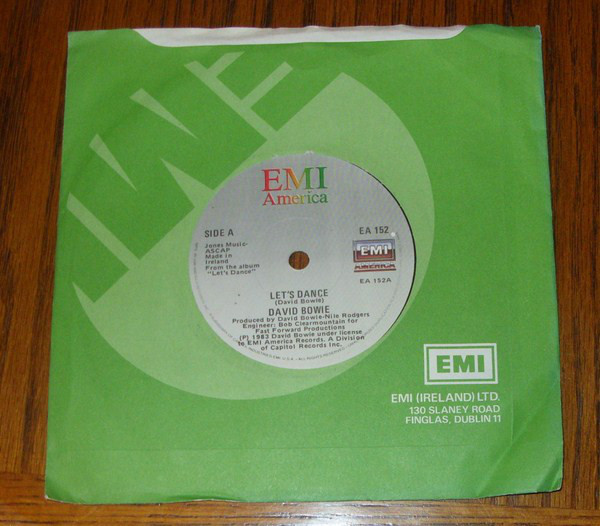 EMI
EMI
America
SIDE A
EA 152
Jones Music-
ASCAP
Made in
Ireland
From the album
"Let's Dance"
EMI
AMERICA
EA 152A
LET'S DANCE
(David Bowie)
DAVID BOWIE
Produced by David Bowie-Nile Rodgers
Engineer: Bob Clearmountain for
Fast Forward Productions
(P) 1983 David Bowie under license
to EMI America Records, A Division
of Capitol Records Inc.
EMI
EMI (IRELAND) LTD.
130 SLANEY ROAD
FINGLAS, DUBLIN 11